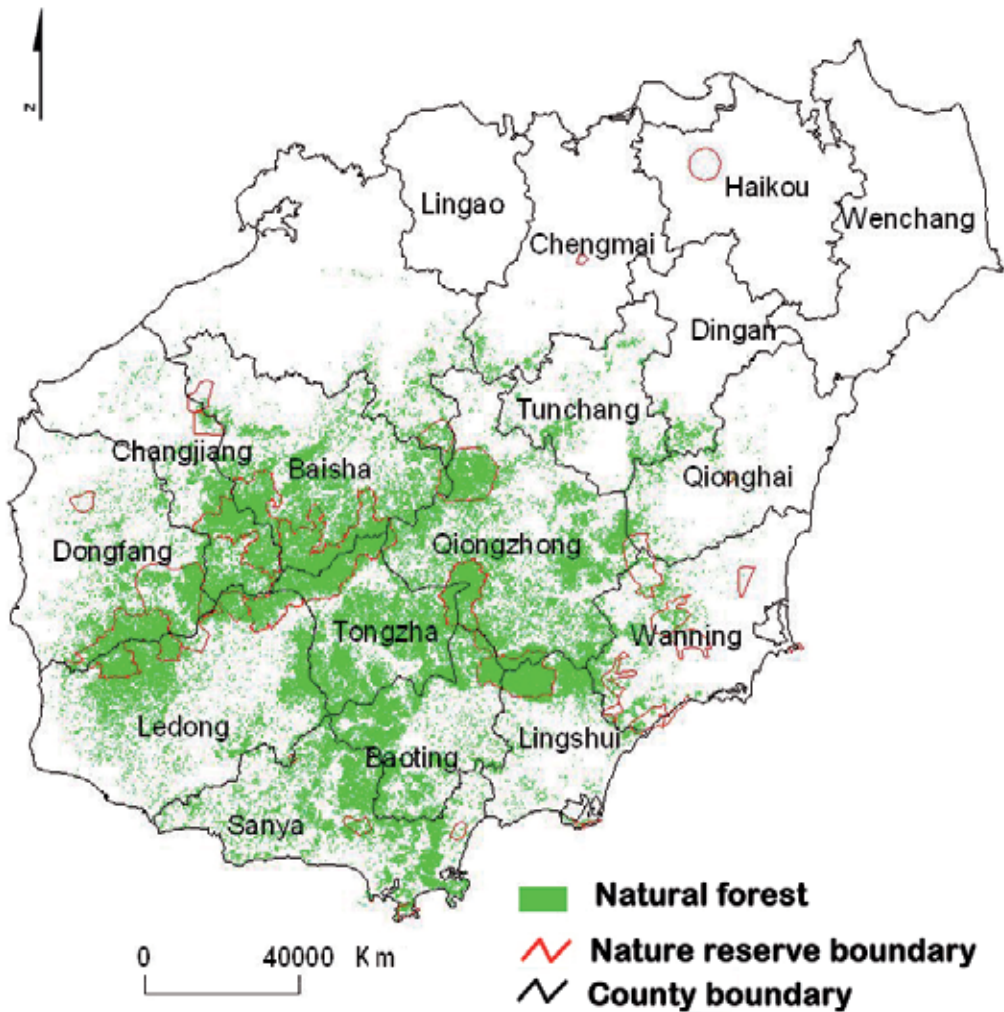 z
Haikou
Lingao
Wenchang
Chengmai
Dingan
Tunchang
Changjiang
Baisha
Qionghai
Qiongzhong
Dongfang
Tongzha
Wanning
Ledong
Lingshui
Baoting
Sanya
Natural forest
Nature reserve boundary
0 40000 K m
County boundary